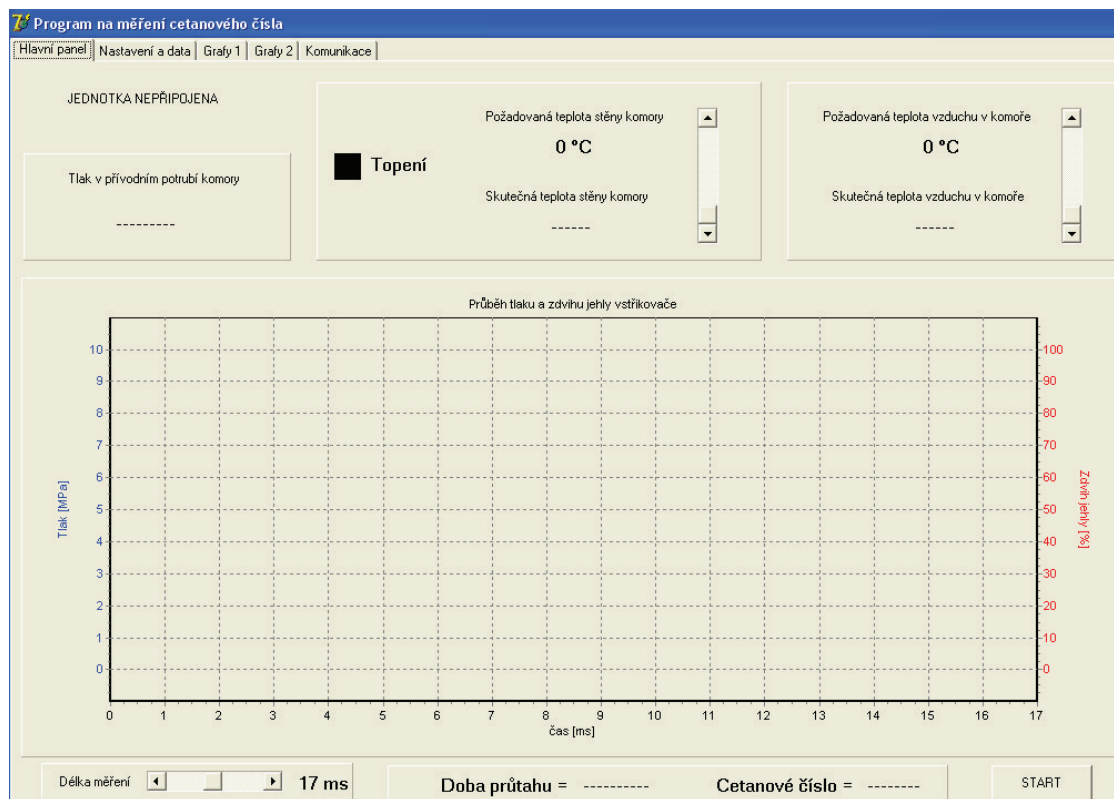 Program na měření cetanového čísla
Hlavní panel Nastavení a data Grafy 1 Grafy 2 Komunikace
JEDNOTKA NEPŘIPOJENA
Tlak v přívodním potrubí komory
---------
Topení
Požadovaná teplota stěny komory
0 °C
Skutečná teplota stěny komory
------
Požadovaná teplota vzduchu v komoře
0 °C
Skutečná teplota vzduchu v komoře
------
Průběh tlaku a zdvihu jehly vstřikovače
Tlak [MPa]
10
9
8
7
6
5
4
3
2
1
0
100
90
80
70
60
50
40
30
20
10
0
Zdvih jehly [%]
0 1 2 3 4 5 6 7 8 9 10 11 12 13 14 15 16 17
čas [ms]
Délka měření 17 ms
Doba průtahu = ---------- Cetanové číslo = --------
START